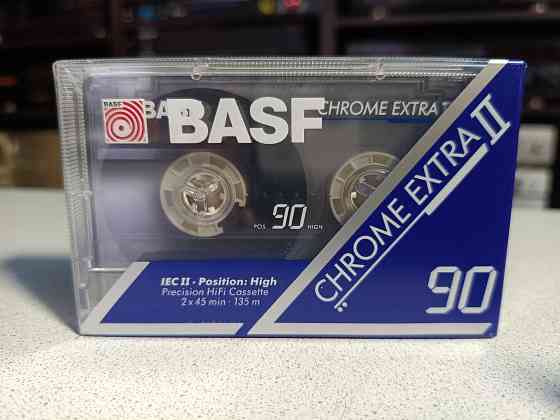 BASF
BASF
CHROME EXTRA
POS. 90 HIGH
CHROME EXTRA II
IEC II · Position: High
Precision HiFi Cassette
2 x 45 min · 135 m
90